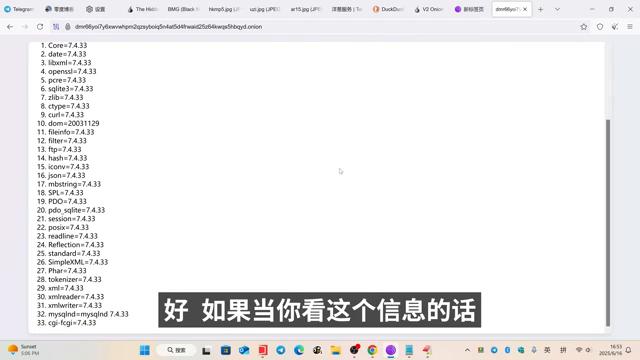 Telegram
零度博客
设置
The Hidde
BMG (Black M
hkmp5.jpg (JPEG
uzi.jpg (JPEG
ar15.jpg (JPE
洋葱服务 | To
DuckDuck
V2 Onion
新标签页
1. Core=7.4.33
2. date=7.4.33
3. libxml=7.4.33
4. openssl=7.4.33
5. pcre=7.4.33
6. sqlite3=7.4.33
7. zlib=7.4.33
8. ctype=7.4.33
9. curl=7.4.33
10. dom=20031129
11. fileinfo=7.4.33
12. filter=7.4.33
13. ftp=7.4.33
14. hash=7.4.33
15. iconv=7.4.33
16. json=7.4.33
17. mbstring=7.4.33
18. SPL=7.4.33
19. PDO=7.4.33
20. pdo_sqlite=7.4.33
21. session=7.4.33
22. posix=7.4.33
23. readline=7.4.33
24. Reflection=7.4.33
25. standard=7.4.33
26. SimpleXML=7.4.33
27. Phar=7.4.33
28. tokenizer=7.4.33
29. xml=7.4.33
30. xmlreader=7.4.33
31. xmlwriter=7.4.33
32. mysqlnd=mysqlnd 7.4.33
33. cgi-fcgi=7.4.33
好 如果当你看这个信息的话
Sunset
5:06 PM
搜索
英
拼
16:53
2025/6/16